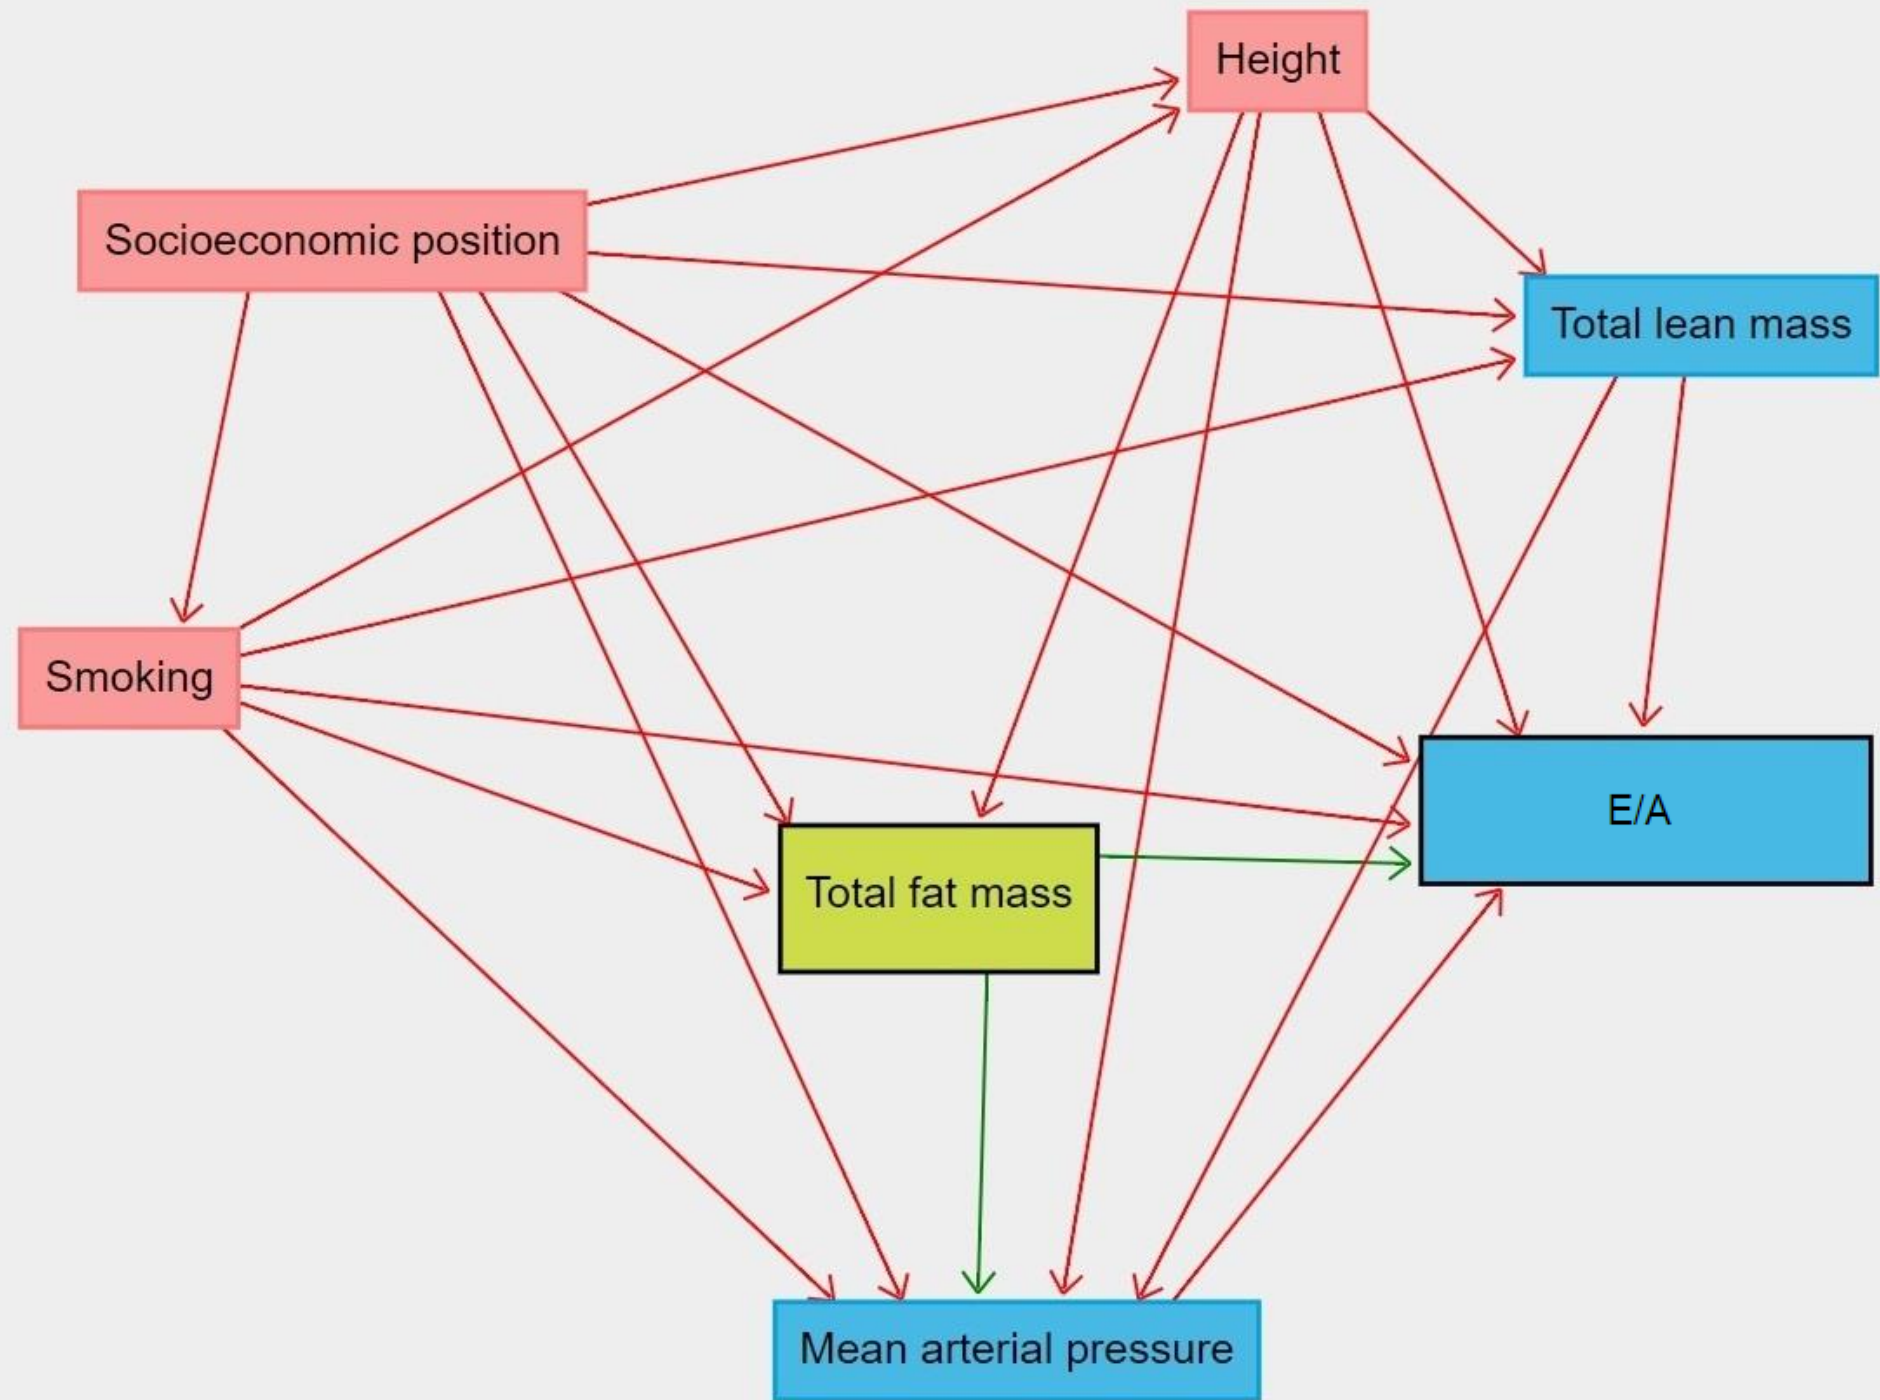 Height
Socioeconomic position
Total lean mass
Smoking
E/A
Total fat mass
Mean arterial pressure